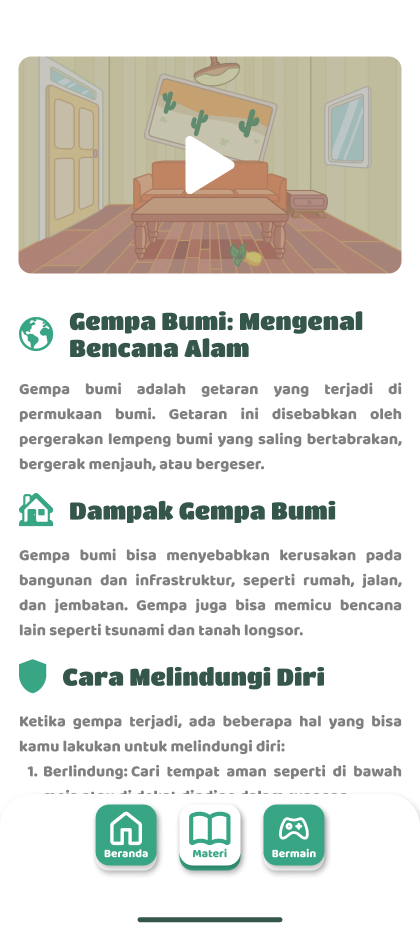 Gempa Bumi: Mengenal
Bencana Alam
Gempa bumi adalah getaran yang terjadi di
permukaan bumi. Getaran ini disebabkan oleh
pergerakan lempeng bumi yang saling bertabrakan,
bergerak menjauh, atau bergeser.
Dampak Gempa Bumi
Gempa bumi bisa menyebabkan kerusakan pada
bangunan dan infrastruktur, seperti rumah, jalan,
dan jembatan. Gempa juga bisa memicu bencana
lain seperti tsunami dan tanah longsor.
Cara Melindungi Diri
Ketika gempa terjadi, ada beberapa hal yang bisa
kamu lakukan untuk melindungi diri:
1. Berlindung: Cari tempat aman seperti di bawah
Beranda Materi Bermain